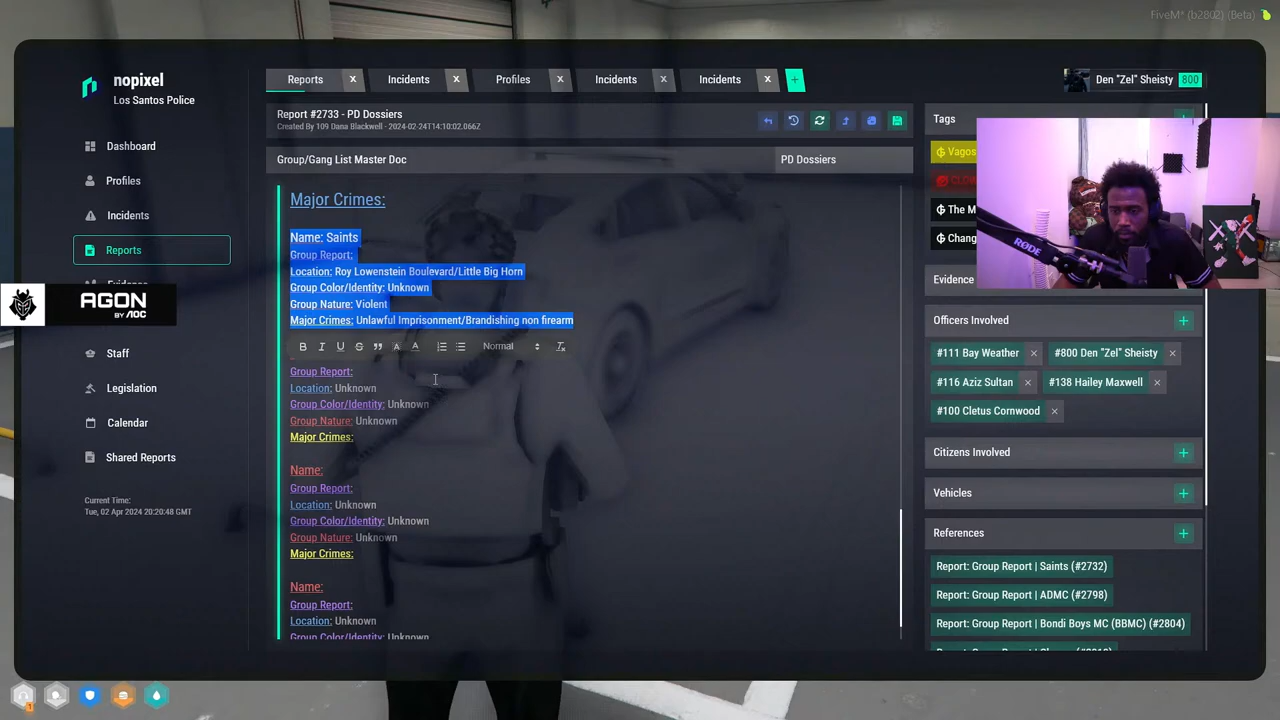 FiveM* (b2802) (Beta)
nopixel
Los Santos Police
Reports X
Incidents X
Profiles X
Incidents X
Incidents X
+
Den "Zel" Sheisty 800
Report #2733 - PD Dossiers
Created By 109 Dana Blackwell - 2024-02-24T14:10:02.066Z
Group/Gang List Master Doc
PD Dossiers
Dashboard
Profiles
Incidents
Reports
AGON
BY AOC
Staff
Legislation
Calendar
Shared Reports
Current Time:
Tue, 02 Apr 2024 20:20:48 GMT
Major Crimes:
Name: Saints
Group Report:
Location: Roy Lowenstein Boulevard/Little Big Horn
Group Color/Identity: Unknown
Group Nature: Violent
Major Crimes: Unlawful Imprisonment/Brandishing non firearm
Normal
Group Report:
Location: Unknown
Group Color/Identity: Unknown
Group Nature: Unknown
Major Crimes:
Name:
Group Report:
Location: Unknown
Group Color/Identity: Unknown
Group Nature: Unknown
Major Crimes:
Name:
Group Report:
Location: Unknown
Group Color/Identity: Unknown
Tags
Vagos
The M
Chang
RØDE
Evidence
Officers Involved +
#111 Bay Weather ×
#800 Den "Zel" Sheisty ×
#116 Aziz Sultan ×
#138 Hailey Maxwell ×
#100 Cletus Cornwood ×
Citizens Involved +
Vehicles +
References +
Report: Group Report | Saints (#2732)
Report: Group Report | ADMC (#2798)
Report: Group Report | Bondi Boys MC (BBMC) (#2804)
1